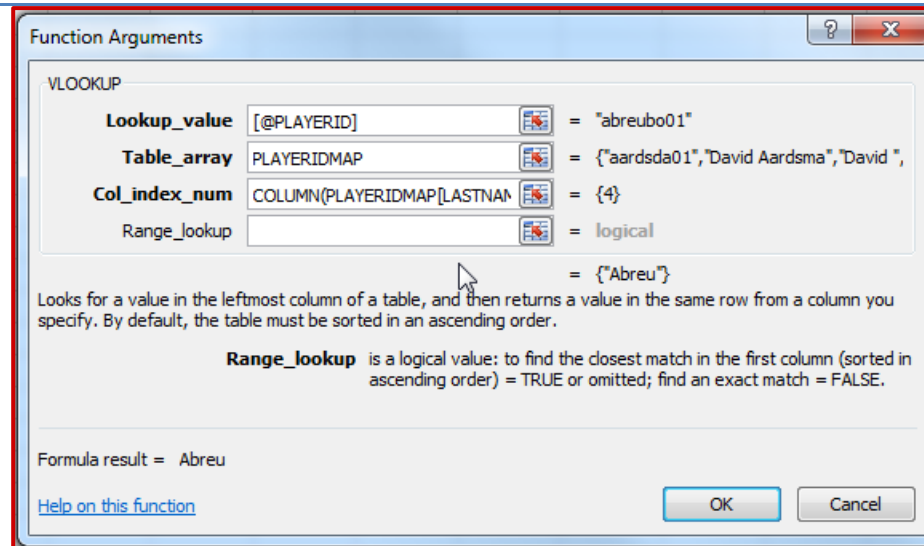 Function Arguments
VLOOKUP
Lookup_value [@PLAYERID] = "abreubo01"
Table_array PLAYERIDMAP = {"aardsda01","David Aardsma","David ",
Col_index_num COLUMN(PLAYERIDMAP[LASTNAM = {4}
Range_lookup = logical
= {"Abreu"}
Looks for a value in the leftmost column of a table, and then returns a value in the same row from a column you
specify. By default, the table must be sorted in an ascending order.
Range_lookup is a logical value: to find the closest match in the first column (sorted in
ascending order) = TRUE or omitted; find an exact match = FALSE.
Formula result = Abreu
Help on this function
OK Cancel